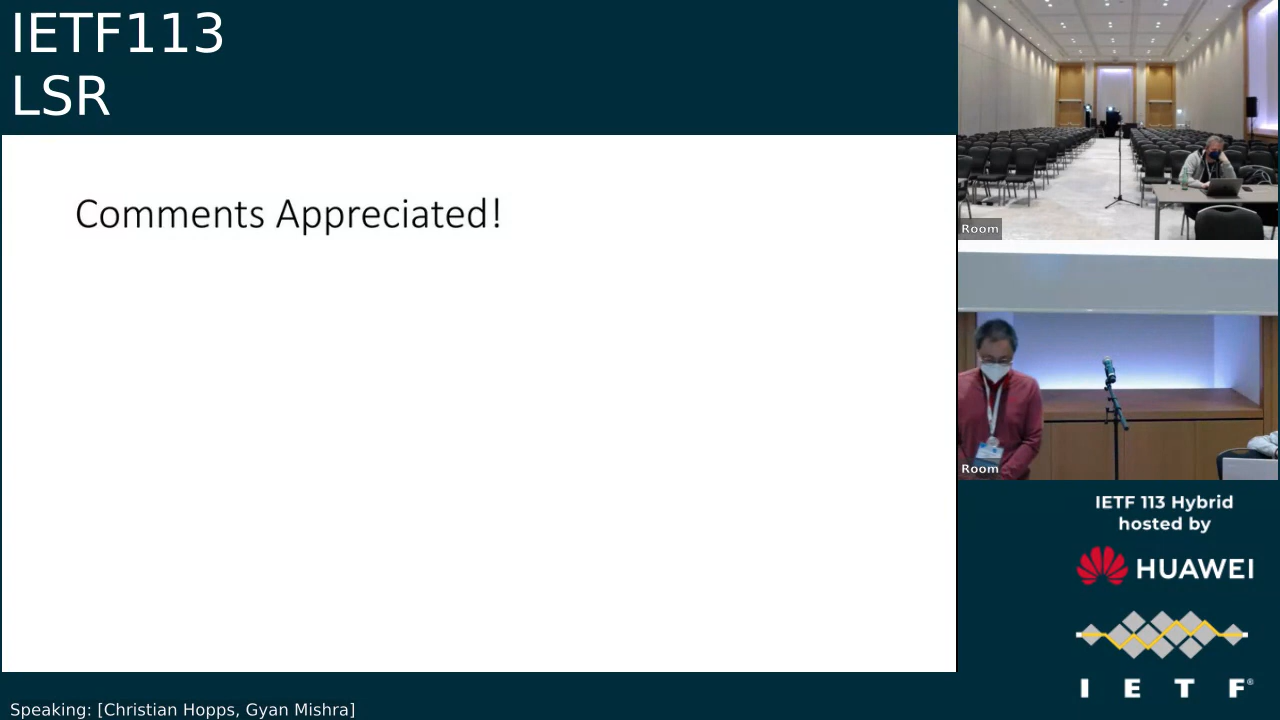 IETF113
LSR
Comments Appreciated!
Room
Room
IETF 113 Hybrid
hosted by
HUAWEI
I E T F®
Speaking: [Christian Hopps, Gyan Mishra]